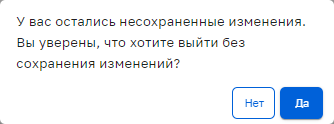 У вас остались несохраненные изменения.
Вы уверены, что хотите выйти без
сохранения изменений?
Нет
Да